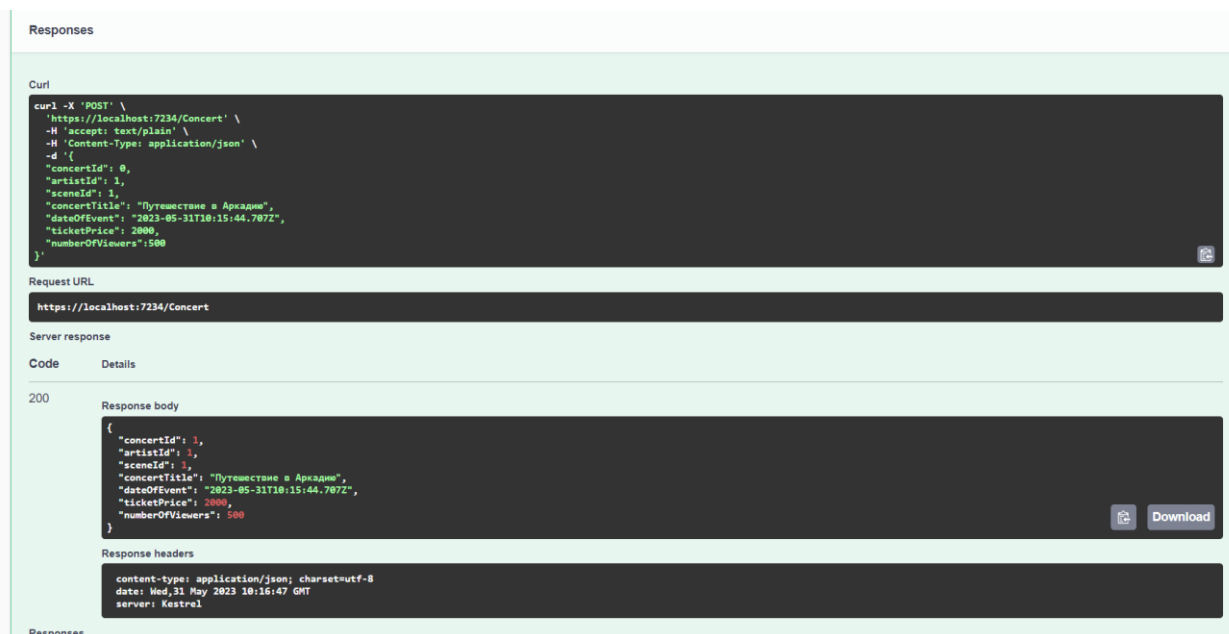 Responses
Curl
curl -X 'POST' \
'https://localhost:7234/Concert' \
-H 'accept: text/plain' \
-H 'Content-Type: application/json' \
-d '{
"concertId": 0,
"artistId": 1,
"sceneId": 1,
"concertTitle": "Путешествие в Аркадию",
"dateOfEvent": "2023-05-31T10:15:44.707Z",
"ticketPrice": 2000,
"numberOfViewers":500
}'
Request URL
https://localhost:7234/Concert
Server response
Code Details
200
Response body
{
"concertId": 1,
"artistId": 1,
"sceneId": 1,
"concertTitle": "Путешествие в Аркадию",
"dateOfEvent": "2023-05-31T10:15:44.707Z",
"ticketPrice": 2000,
"numberOfViewers": 500
}
Download
Response headers
content-type: application/json; charset=utf-8
date: Wed,31 May 2023 10:16:47 GMT
server: Kestrel
Responses